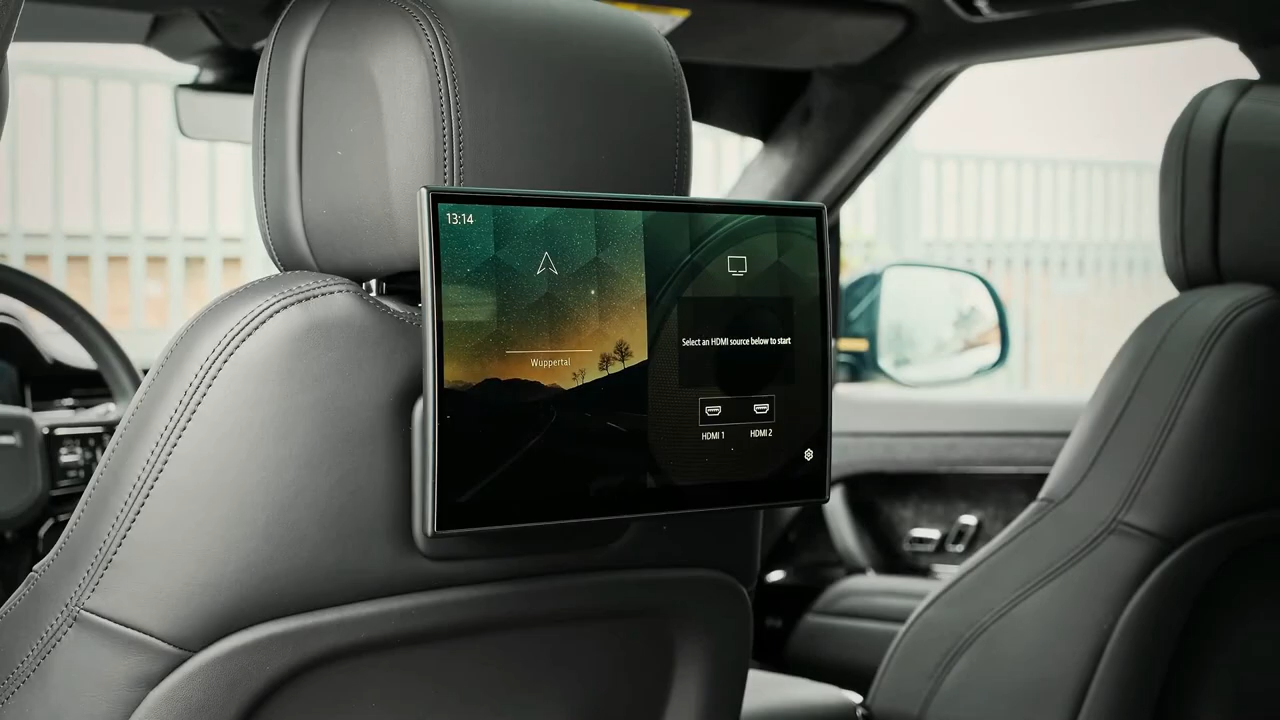 13:14
Wuppertal
Select an HDMI source below to start
HDMI 1
HDMI 2